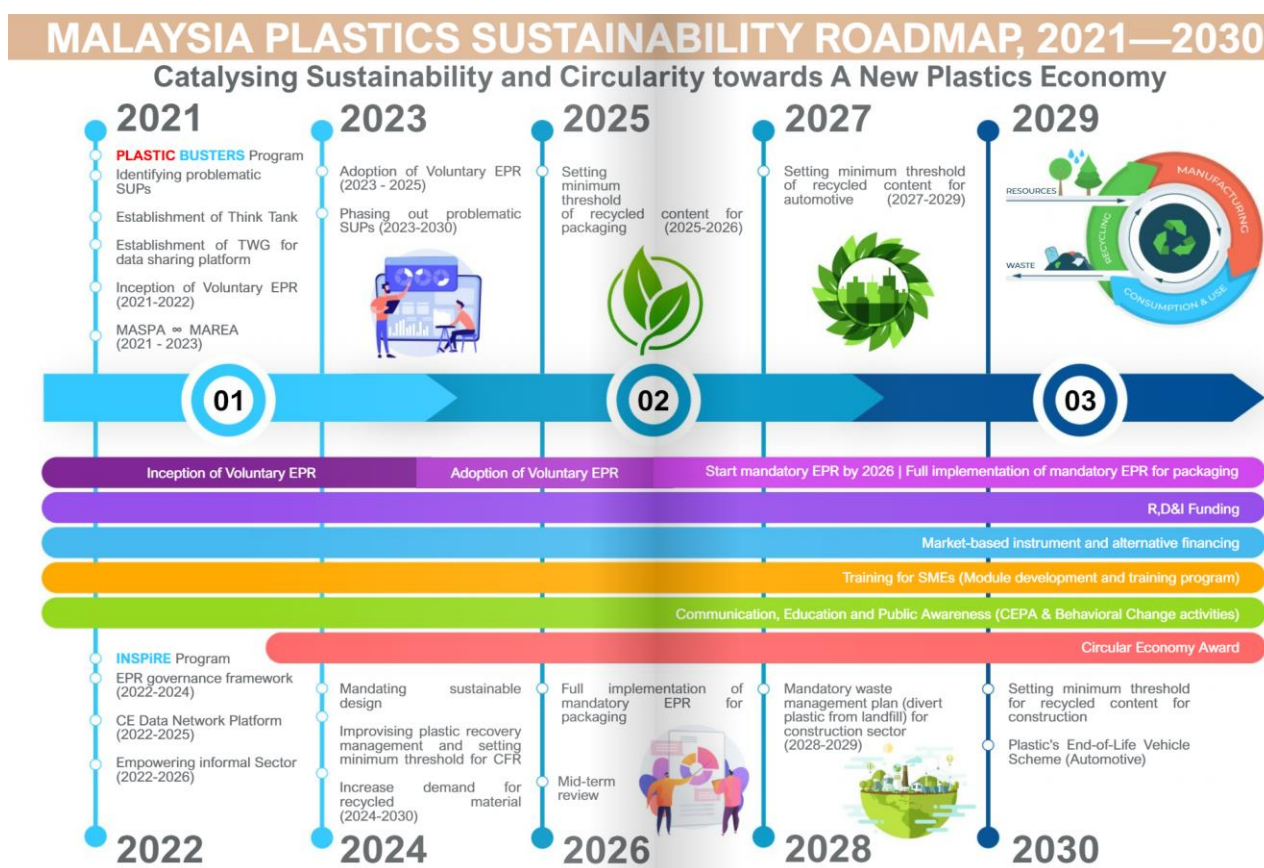 MALAYSIA PLASTICS SUSTAINABILITY ROADMAP, 2021—2030
Catalysing Sustainability and Circularity towards A New Plastics Economy
2021
PLASTIC BUSTERS Program
Identifying problematic
SUPs
Establishment of Think Tank
Establishment of TWG for
data sharing platform
Inception of Voluntary EPR
(2021-2022)
MASPA ∞ MAREA
(2021 - 2023)
2023
Adoption of Voluntary EPR
(2023 - 2025)
Phasing out problematic
SUPs (2023-2030)
2025
Setting
minimum
threshold
of recycled content for
packaging (2025-2026)
2027
Setting minimum threshold
of recycled content for
automotive (2027-2029)
2029
RESOURCES
WASTE
MANUFACTURING
CONSUMPTION & USE
RECYCLING
01
02
03
Inception of Voluntary EPR
Adoption of Voluntary EPR
Start mandatory EPR by 2026 | Full implementation of mandatory EPR for packaging
R,D&I Funding
Market-based instrument and alternative financing
Training for SMEs (Module development and training program)
Communication, Education and Public Awareness (CEPA & Behavioral Change activities)
Circular Economy Award
INSPiRE Program
EPR governance framework
(2022-2024)
CE Data Network Platform
(2022-2025)
Empowering informal Sector
(2022-2026)
2022
Mandating sustainable
design
Improvising plastic recovery
management and setting
minimum threshold for CFR
Increase demand for
recycled material
(2024-2030)
2024
Full implementation of
mandatory EPR for
packaging
Mid-term
review
2026
Mandatory waste
management plan (divert
plastic from landfill) for
construction sector
(2028-2029)
2028
Setting minimum threshold
for recycled content for
construction
Plastic's End-of-Life Vehicle
Scheme (Automotive)
2030